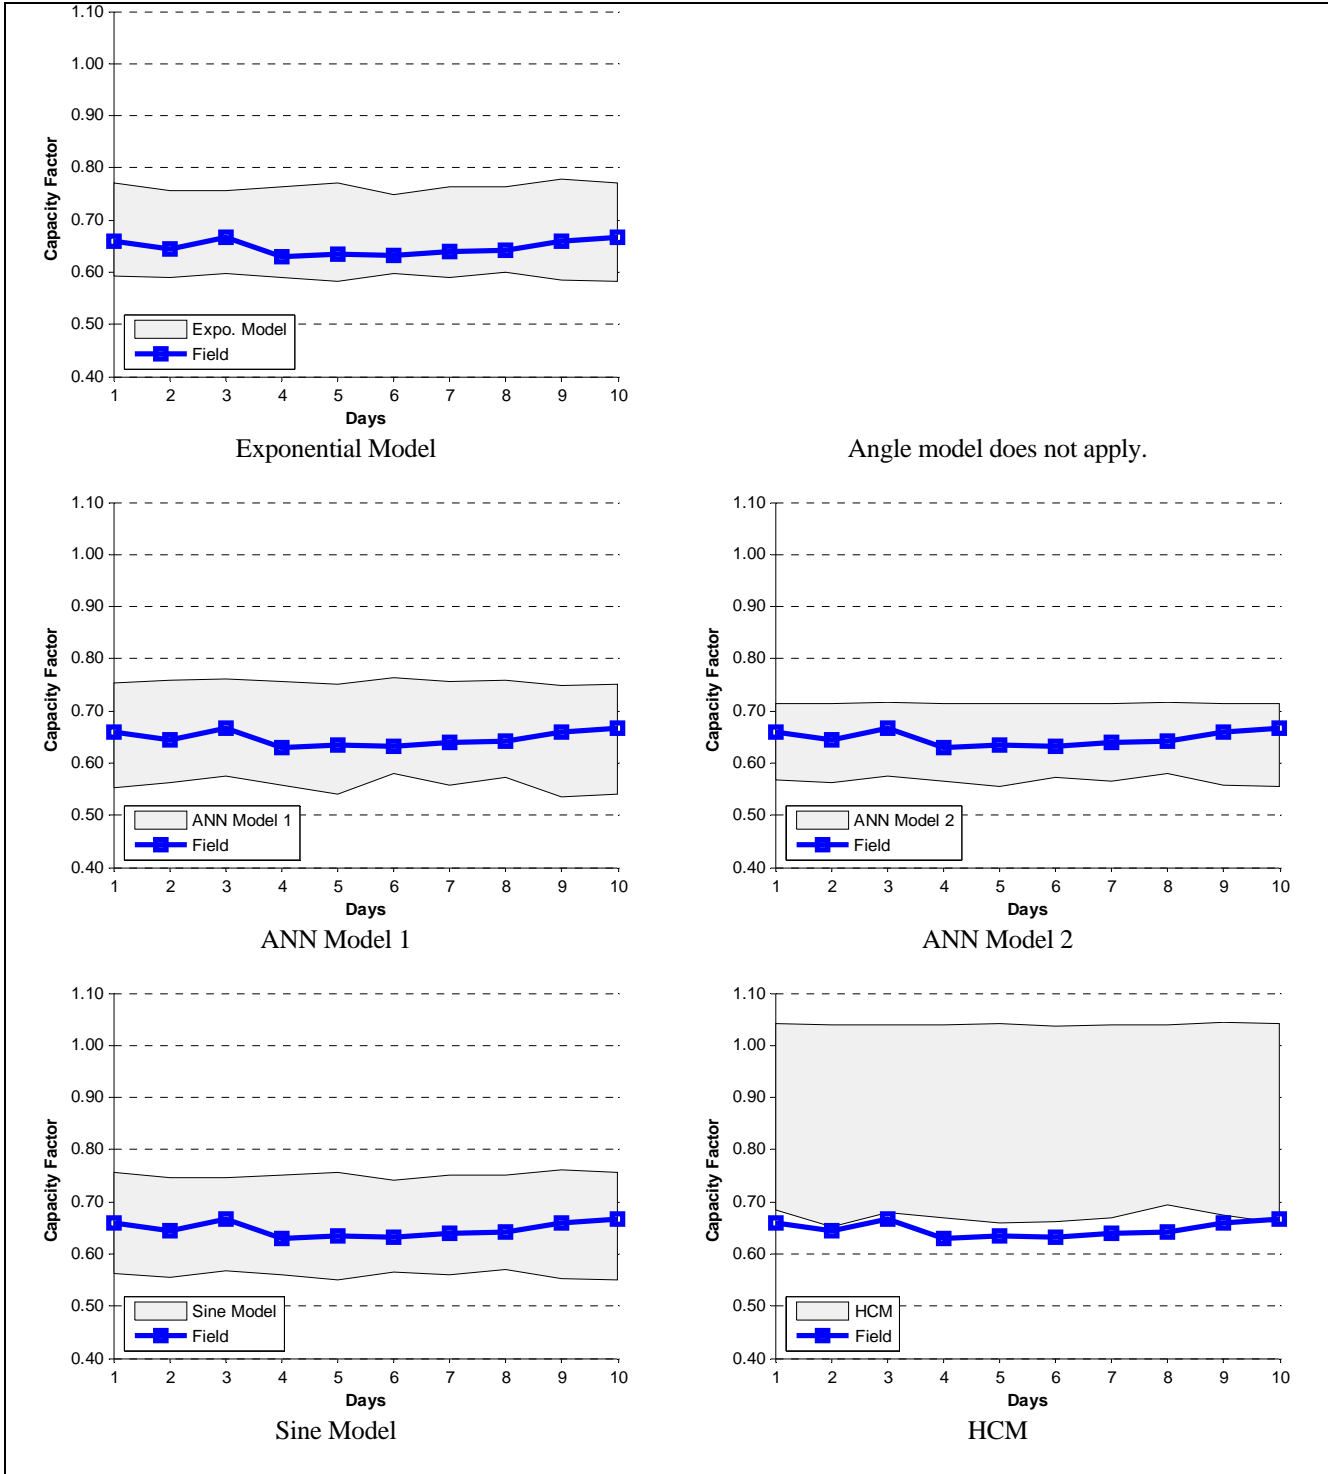 1.10
1.00
0.90
0.80
0.70
0.60
0.50
0.40
Capacity Factor
Expo. Model
Field
1 2 3 4 5 6 7 8 9 10
Days
Exponential Model
Angle model does not apply.
1.10
1.00
0.90
0.80
0.70
0.60
0.50
0.40
Capacity Factor
ANN Model 1
Field
1 2 3 4 5 6 7 8 9 10
Days
ANN Model 1
1.10
1.00
0.90
0.80
0.70
0.60
0.50
0.40
Capacity Factor
ANN Model 2
Field
1 2 3 4 5 6 7 8 9 10
Days
ANN Model 2
1.10
1.00
0.90
0.80
0.70
0.60
0.50
0.40
Capacity Factor
Sine Model
Field
1 2 3 4 5 6 7 8 9 10
Days
Sine Model
1.10
1.00
0.90
0.80
0.70
0.60
0.50
0.40
Capacity Factor
HCM
Field
1 2 3 4 5 6 7 8 9 10
Days
HCM